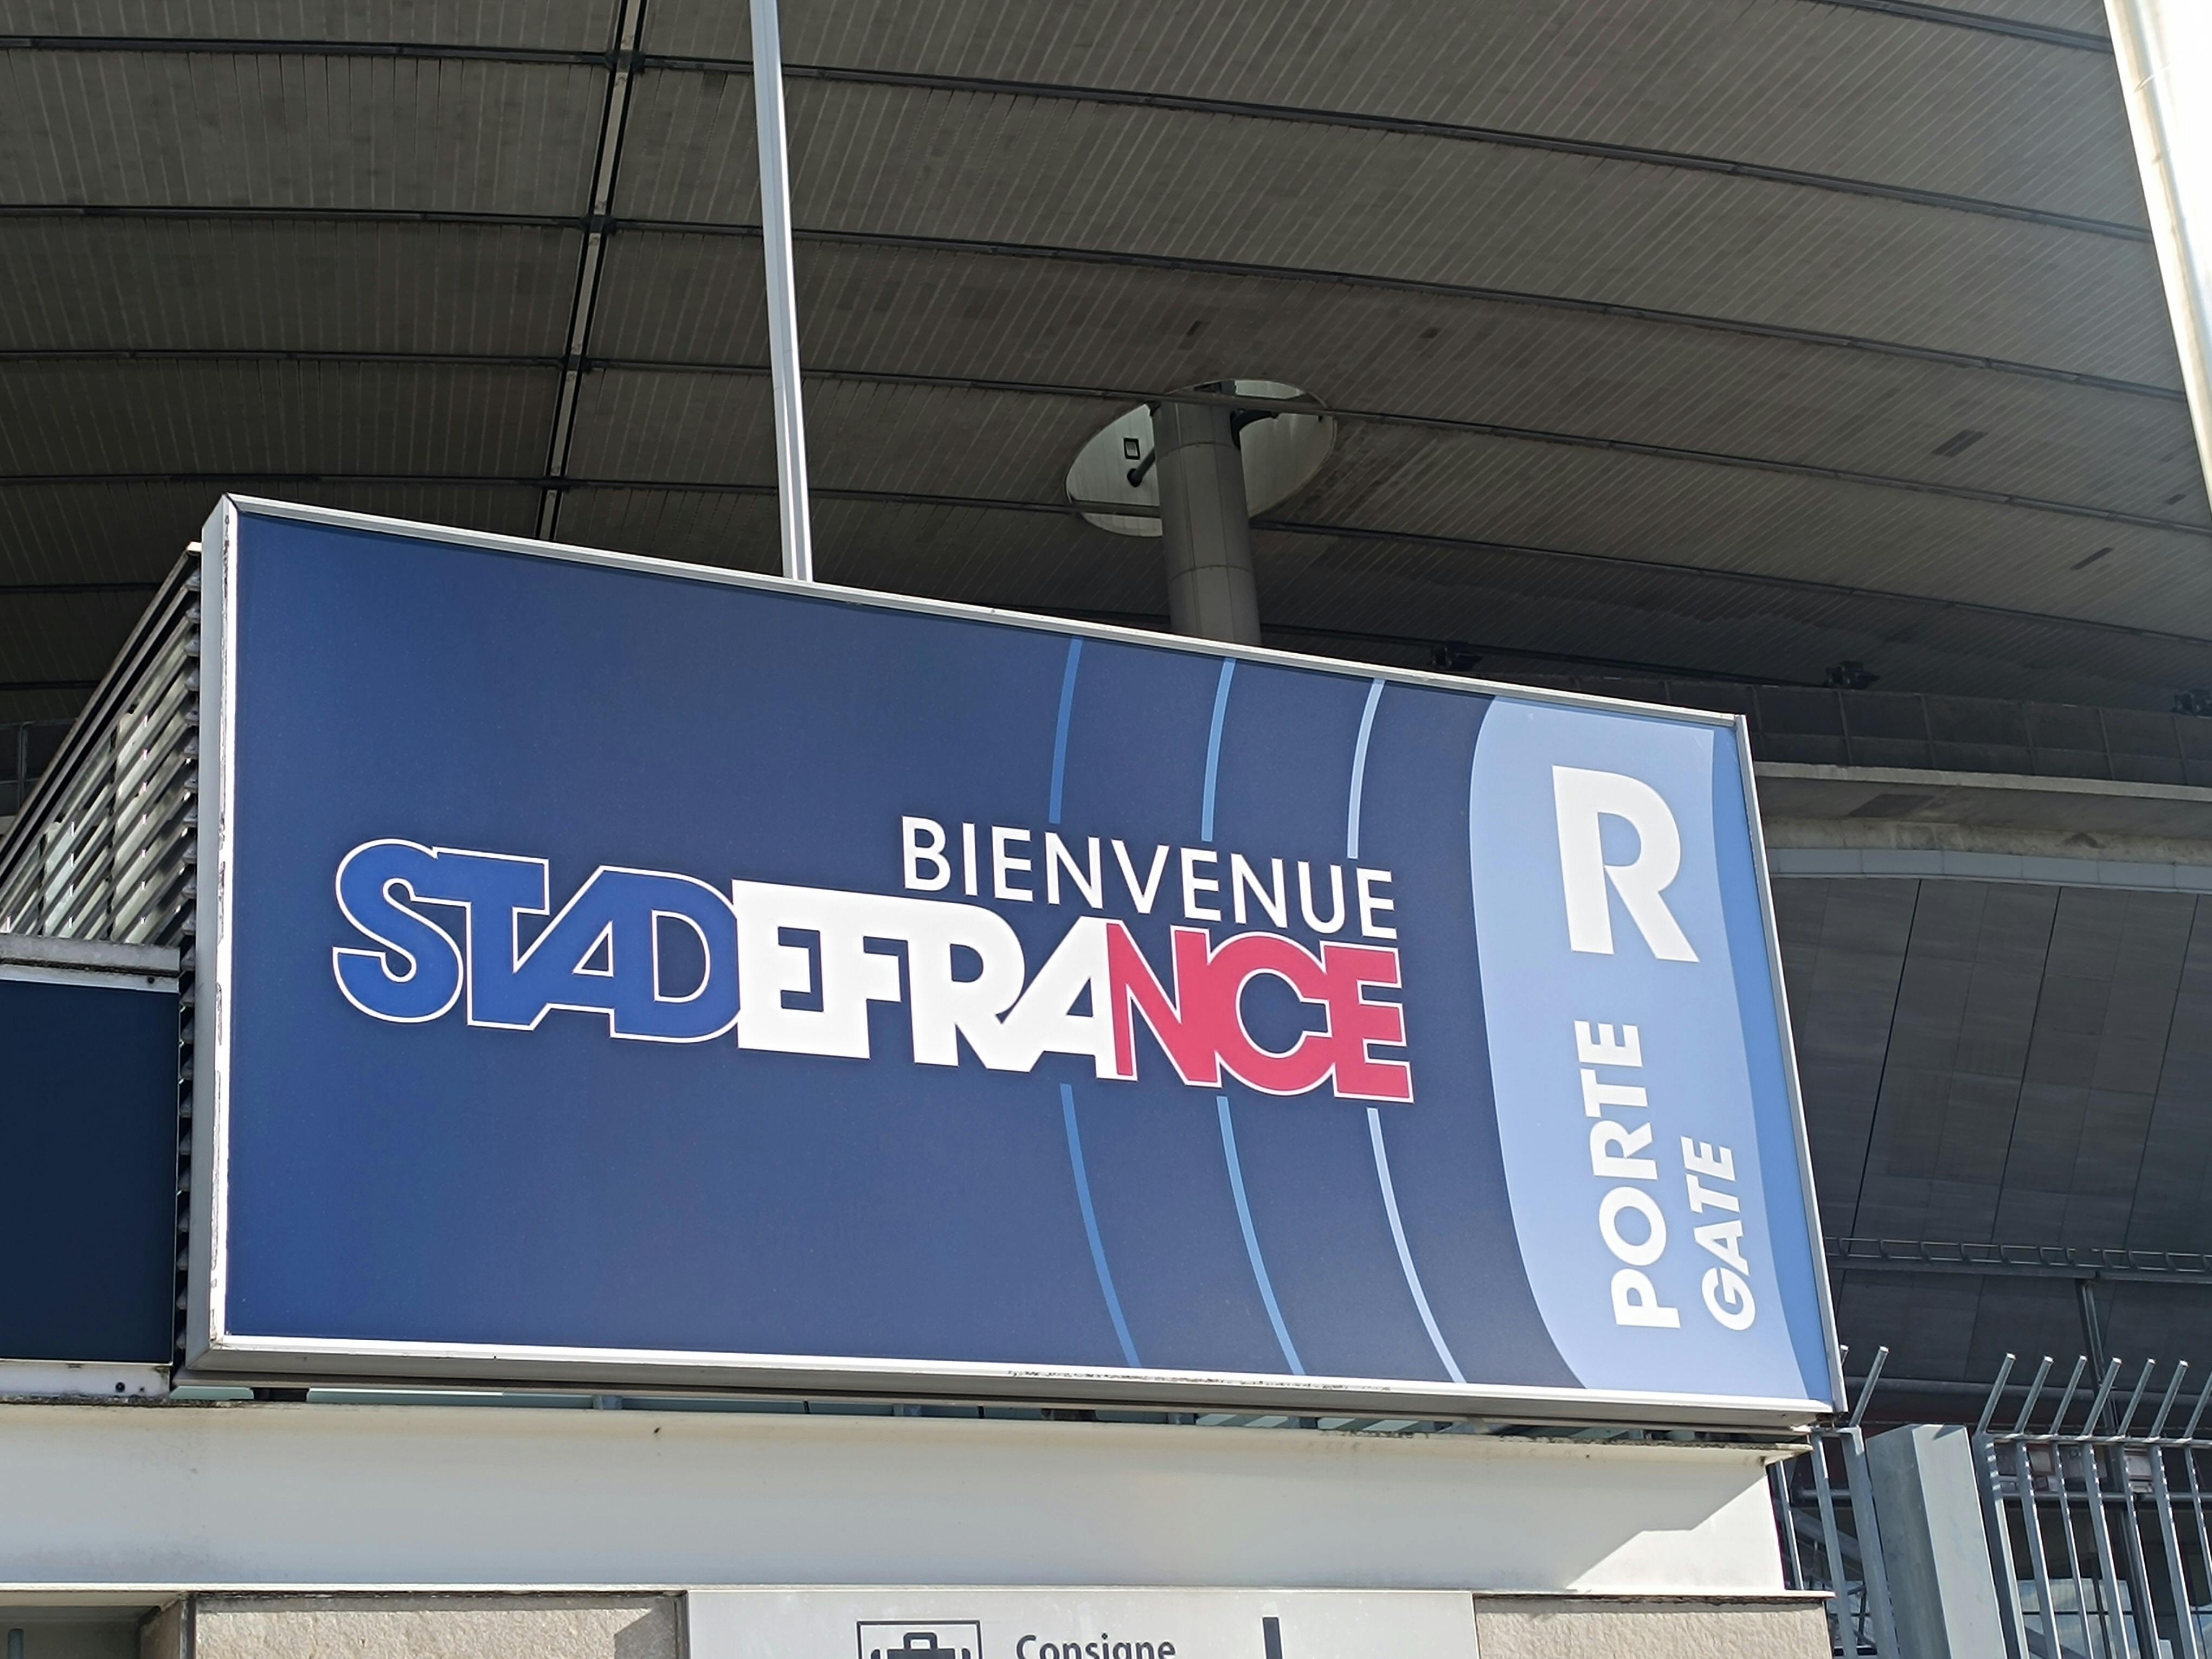 BIENVENUE
STADEFRANCE
R
PORTE
GATE
Consigne